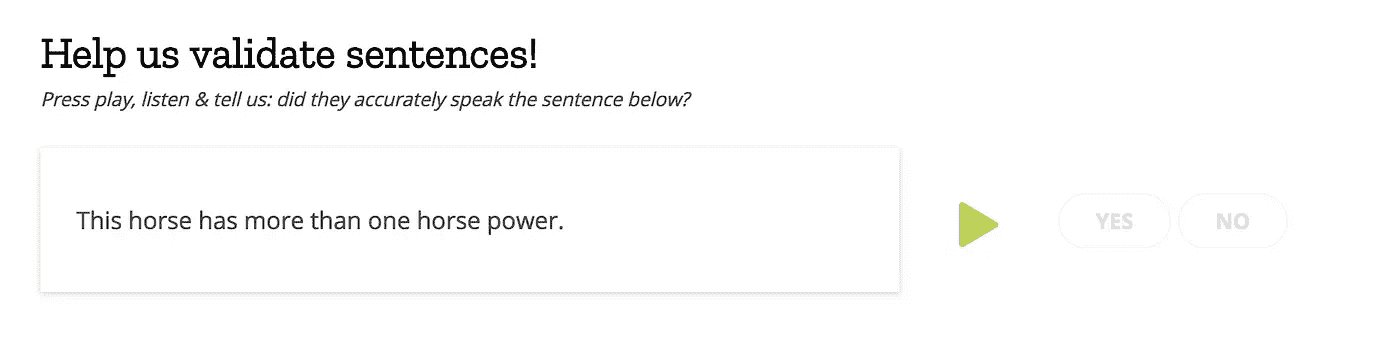 Help us validate sentences!
Press play, listen & tell us: did they accurately speak the sentence below?
This horse has more than one horse power.
YES NO